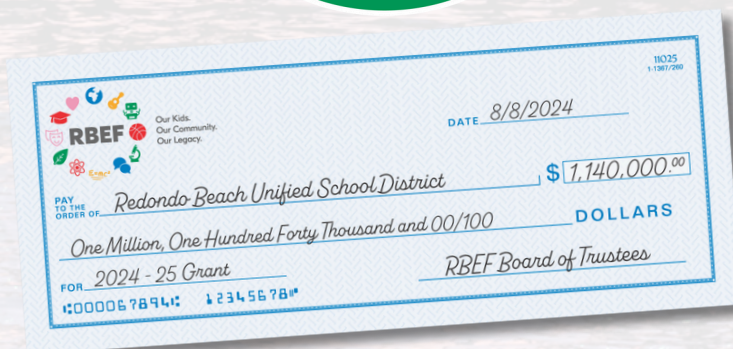 11025
1-1367/260
RBEF
Our Kids.
Our Community.
Our Legacy.
DATE 8/8/2024
PAY TO THE ORDER OF Redondo Beach Unified School District $ 1,140,000.00
One Million, One Hundred Forty Thousand and 00/100 DOLLARS
FOR 2024 - 25 Grant RBEF Board of Trustees
⑆000067894⑆ 12345678⑈